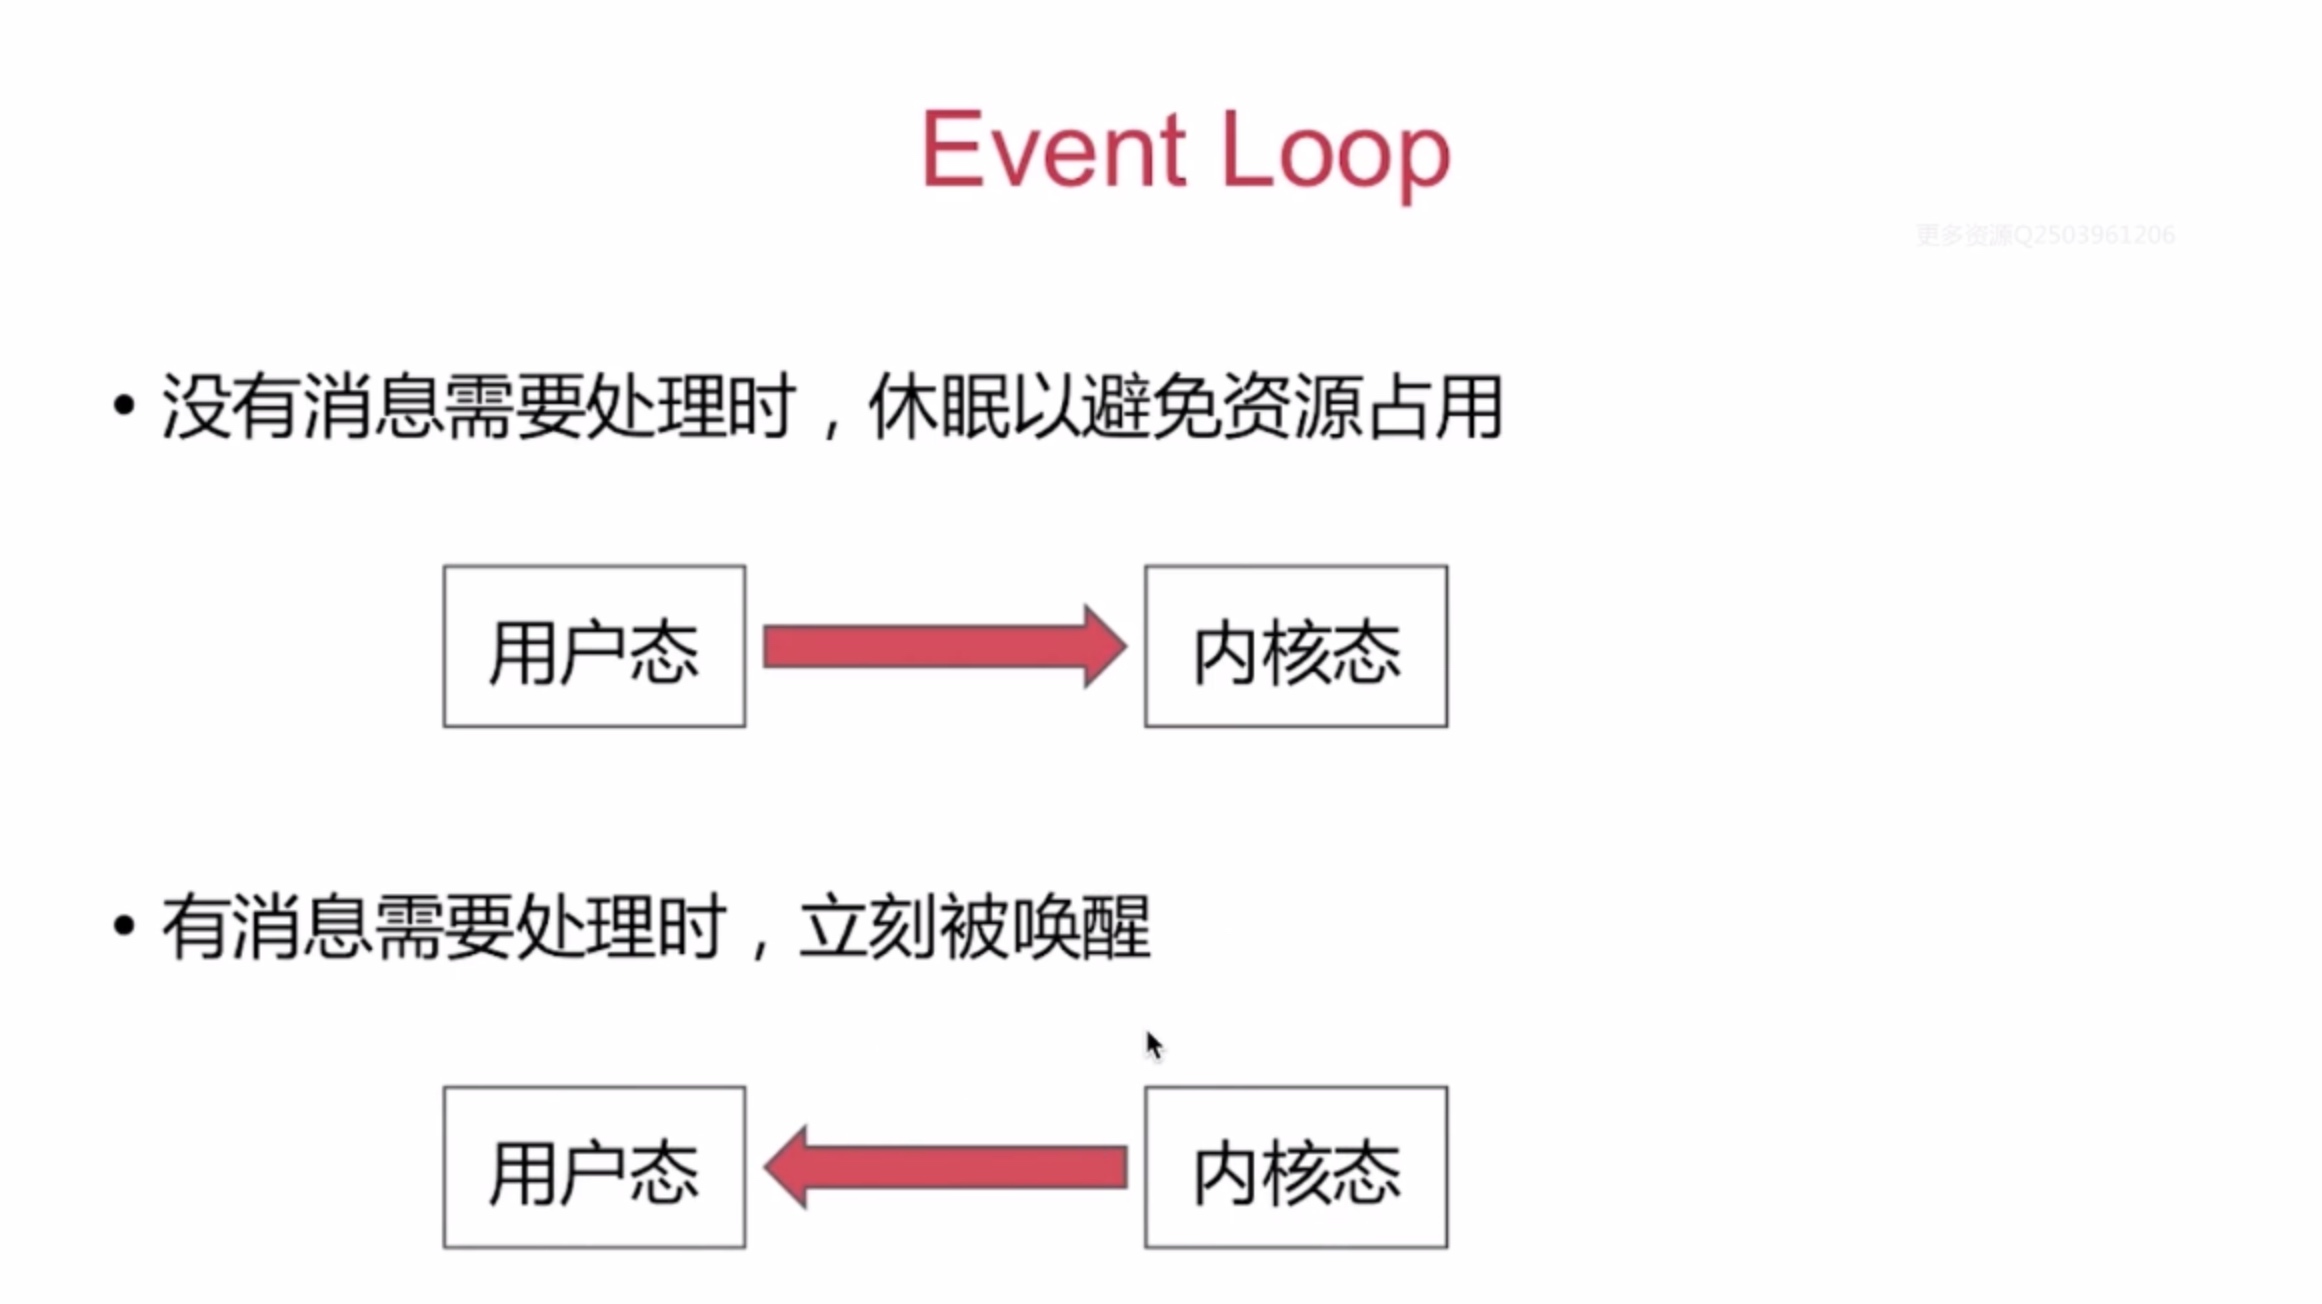 Event Loop
更多资源Q2503961206
• 没有消息需要处理时，休眠以避免资源占用
用户态 内核态
• 有消息需要处理时，立刻被唤醒
用户态 内核态